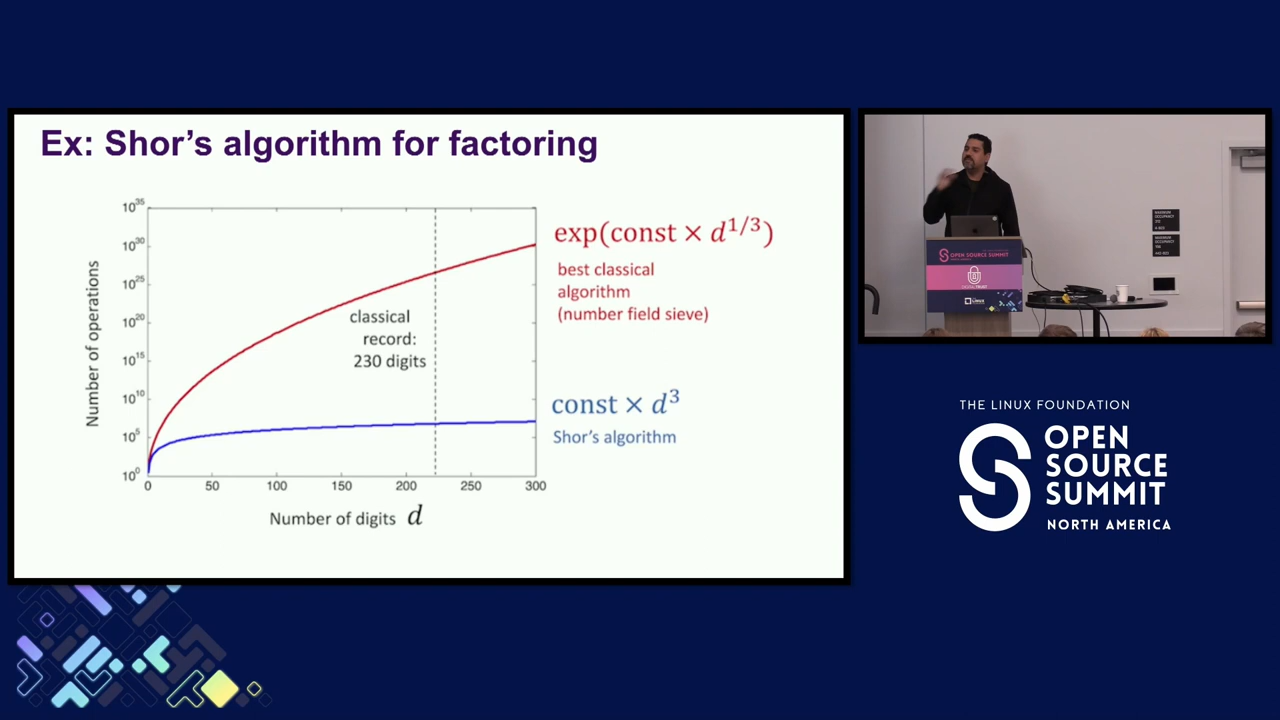 Ex: Shor's algorithm for factoring
10^35
10^30
10^25
10^20
10^15
10^10
10^5
10^0
Number of operations
0 50 100 150 200 250 300
Number of digits d
classical
record:
230 digits
exp(const × d^1/3)
best classical
algorithm
(number field sieve)
const × d^3
Shor's algorithm
OPEN SOURCE SUMMIT
THE LINUX FOUNDATION
OPEN
SOURCE
SUMMIT
NORTH AMERICA